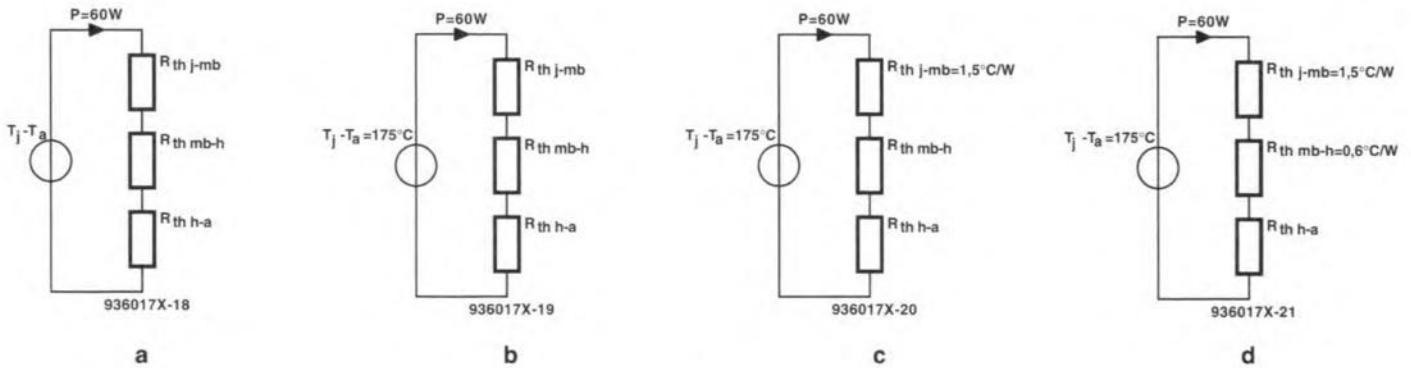 P=60W
R th j-mb
T j -T a
R th mb-h
R th h-a
936017X-18
a
P=60W
R th j-mb
T j -T a =175°C
R th mb-h
R th h-a
936017X-19
b
P=60W
R th j-mb=1,5°C/W
T j -T a =175°C
R th mb-h
R th h-a
936017X-20
c
P=60W
R th j-mb=1,5°C/W
T j -T a =175°C
R th mb-h=0,6°C/W
R th h-a
936017X-21
d